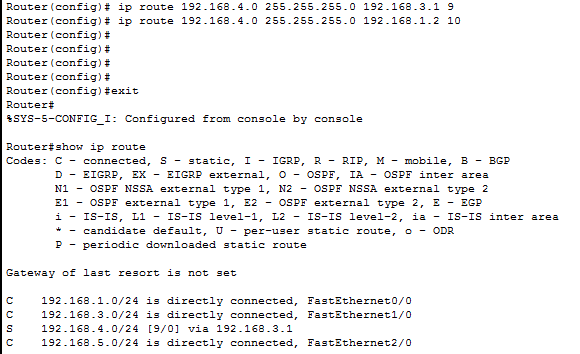 Router(config)# ip route 192.168.4.0 255.255.255.0 192.168.3.1 9
Router(config)# ip route 192.168.4.0 255.255.255.0 192.168.1.2 10
Router(config)#
Router(config)#
Router(config)#
Router(config)#
Router(config)#exit
Router#
%SYS-5-CONFIG_I: Configured from console by console
Router#show ip route
Codes: C - connected, S - static, I - IGRP, R - RIP, M - mobile, B - BGP
D - EIGRP, EX - EIGRP external, O - OSPF, IA - OSPF inter area
N1 - OSPF NSSA external type 1, N2 - OSPF NSSA external type 2
E1 - OSPF external type 1, E2 - OSPF external type 2, E - EGP
i - IS-IS, L1 - IS-IS level-1, L2 - IS-IS level-2, ia - IS-IS inter area
* - candidate default, U - per-user static route, o - ODR
P - periodic downloaded static route
Gateway of last resort is not set
C 192.168.1.0/24 is directly connected, FastEthernet0/0
C 192.168.3.0/24 is directly connected, FastEthernet1/0
S 192.168.4.0/24 [9/0] via 192.168.3.1
C 192.168.5.0/24 is directly connected, FastEthernet2/0